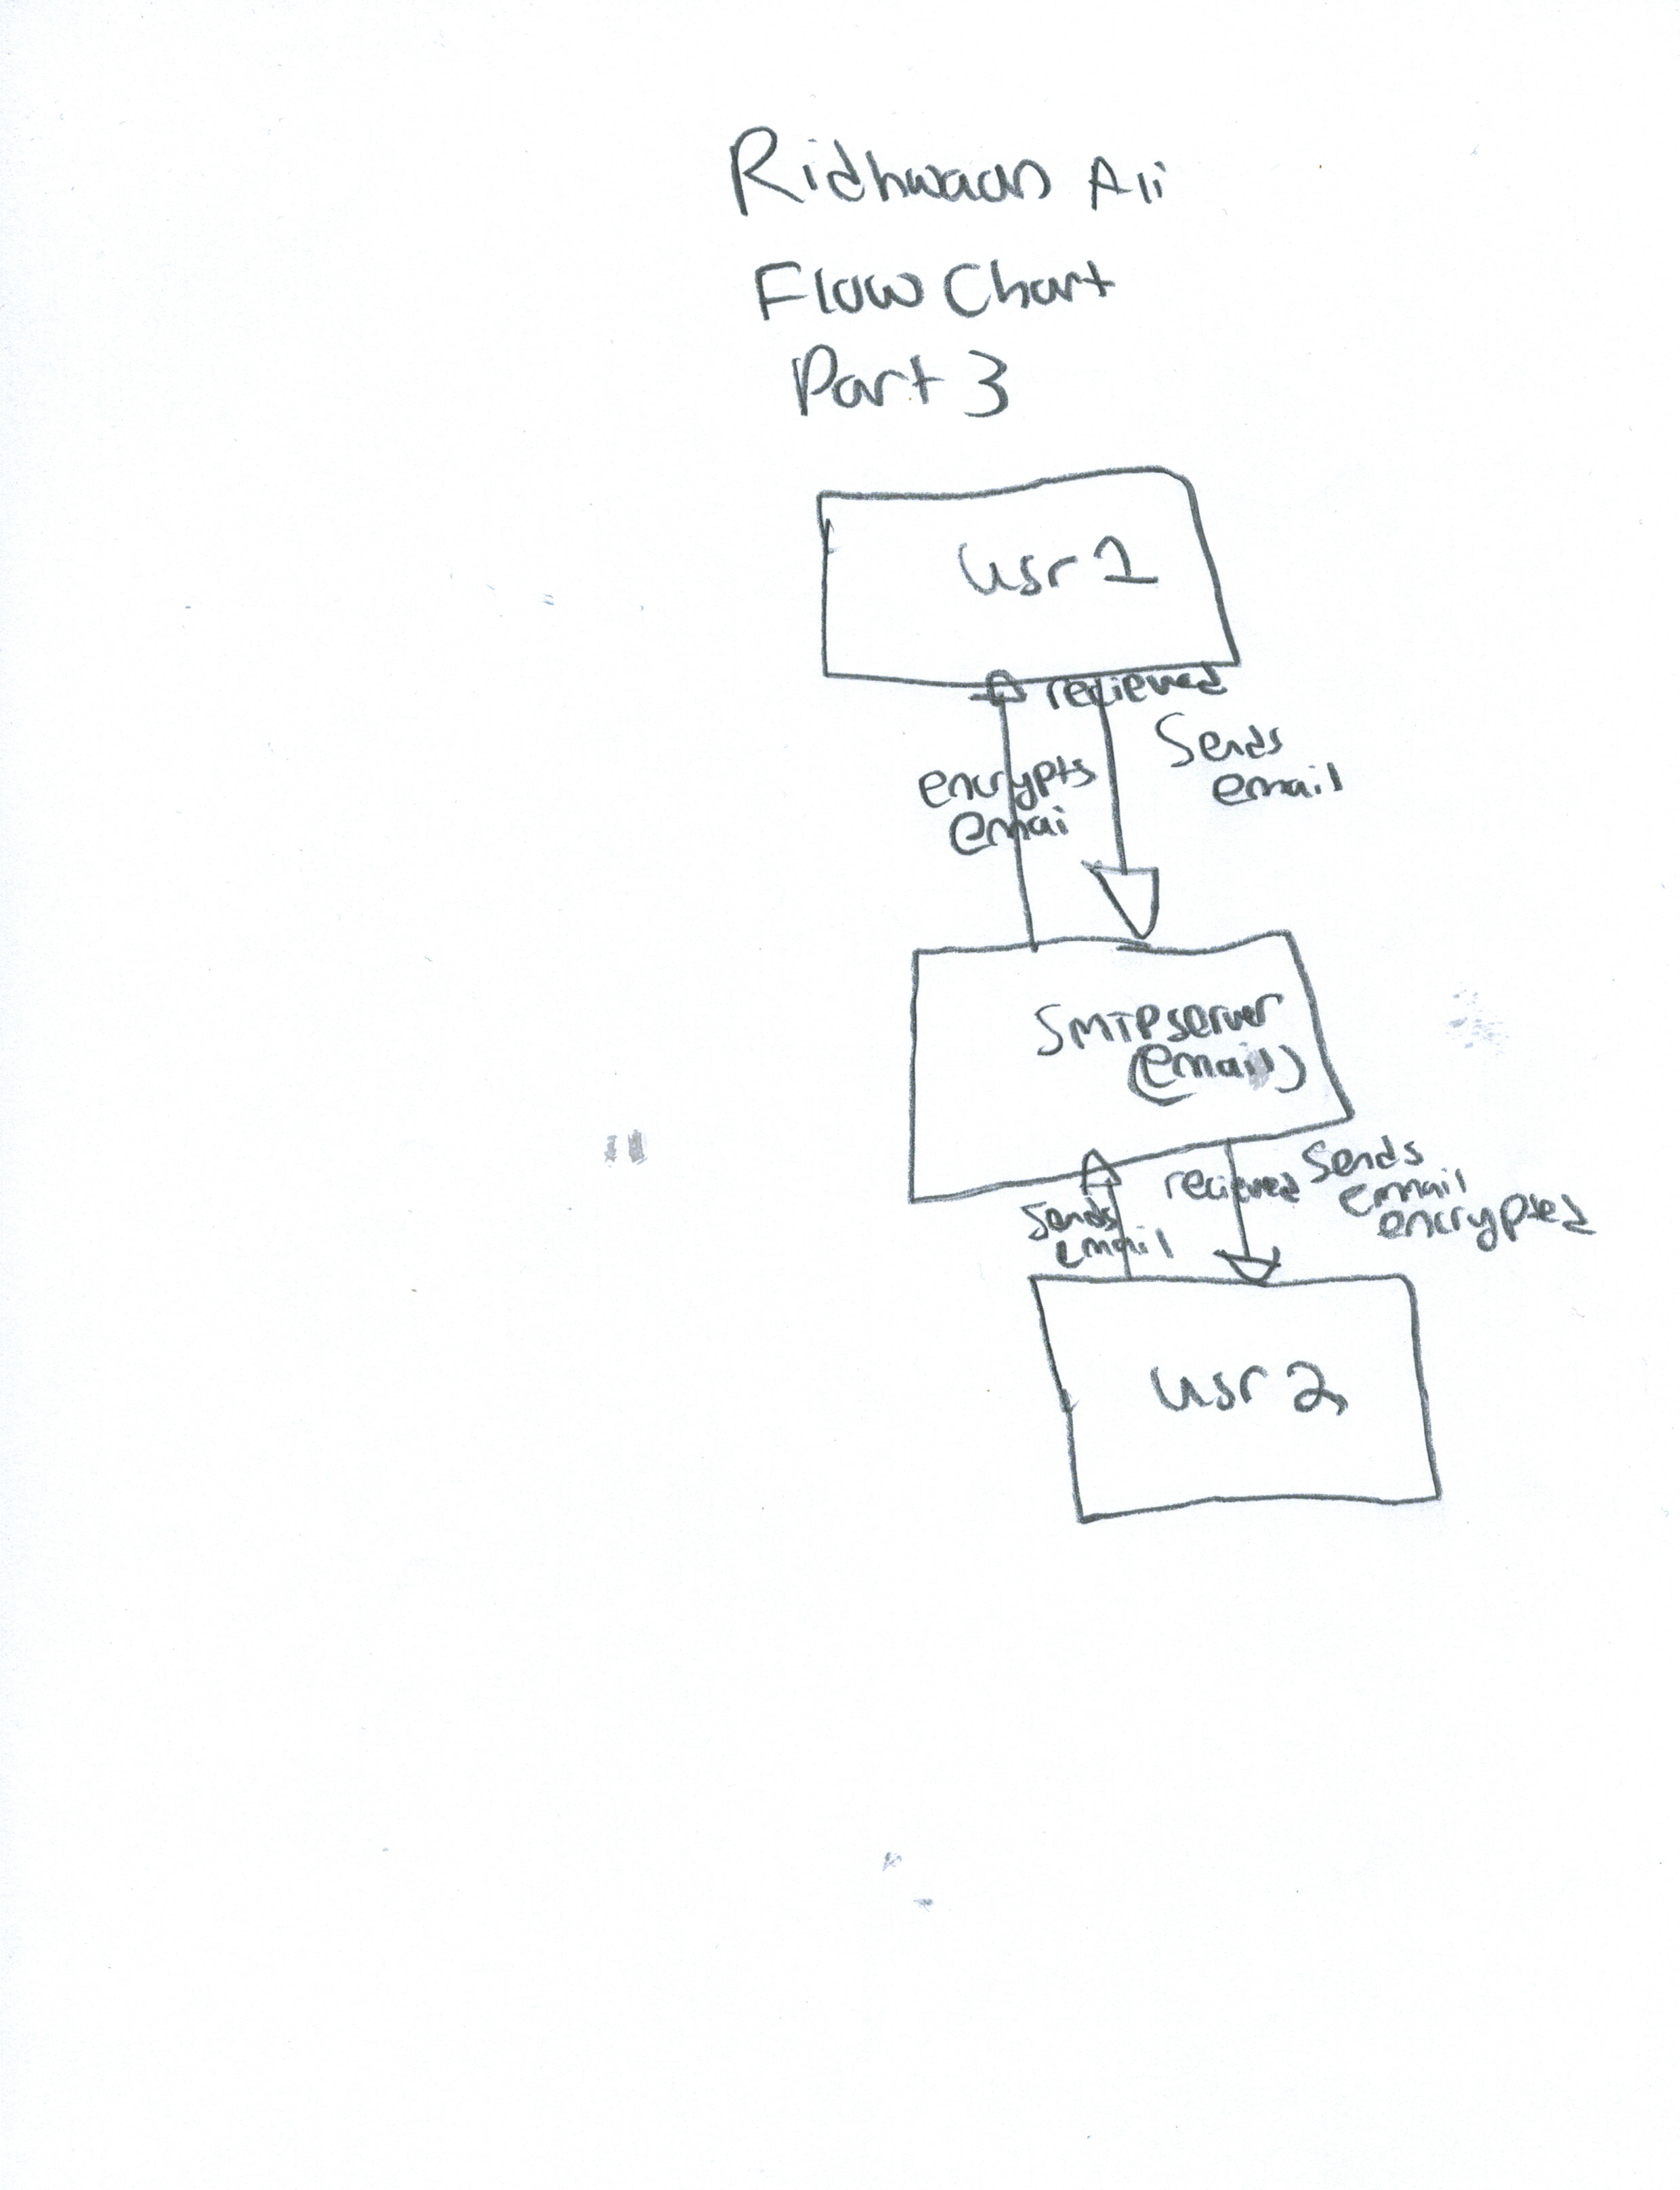 Ridhwaan Ali
Flow Chart
Part 3
usr 1
recieved
Sends
email
encrypts
emai
SMTP server
(email)
recieved
Sends
email
encrypted
Sends
email
usr 2